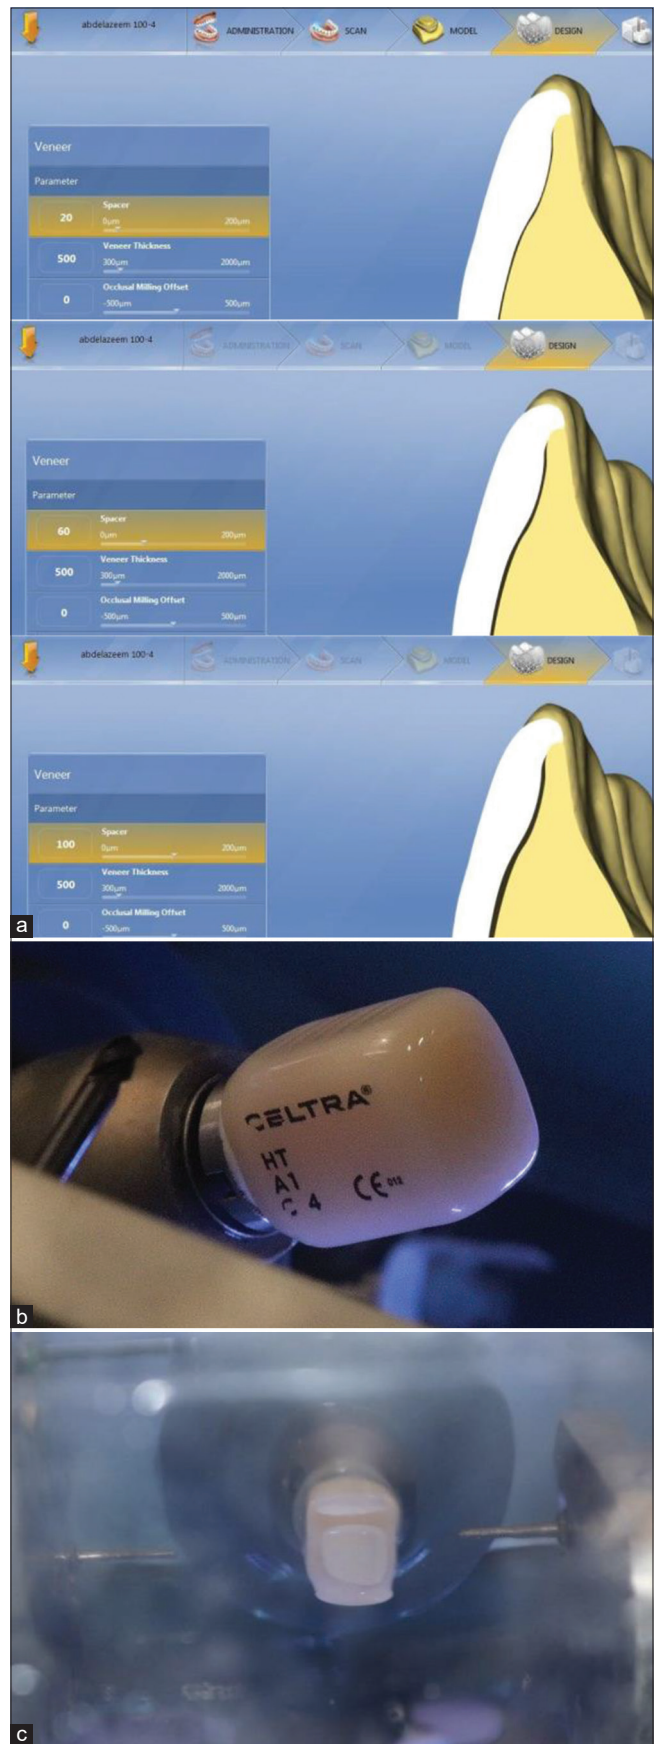 abdelazeem 100-4
ADMINISTRATION
SCAN
MODEL
DESIGN
Veneer
Parameter
20
Spacer
0µm 200µm
500
Veneer Thickness
300µm 2000µm
0
Occlusal Milling Offset
-500µm 500µm
abdelazeem 100-4
ADMINISTRATION
SCAN
MODEL
DESIGN
Veneer
Parameter
60
Spacer
0µm 200µm
500
Veneer Thickness
300µm 2000µm
0
Occlusal Milling Offset
-500µm 500µm
abdelazeem 100-4
ADMINISTRATION
SCAN
MODEL
DESIGN
Veneer
Parameter
100
Spacer
0µm 200µm
500
Veneer Thickness
300µm 2000µm
0
Occlusal Milling Offset
-500µm 500µm
a
CELTRA®
HT
A1
C 4
CE 012
b
c